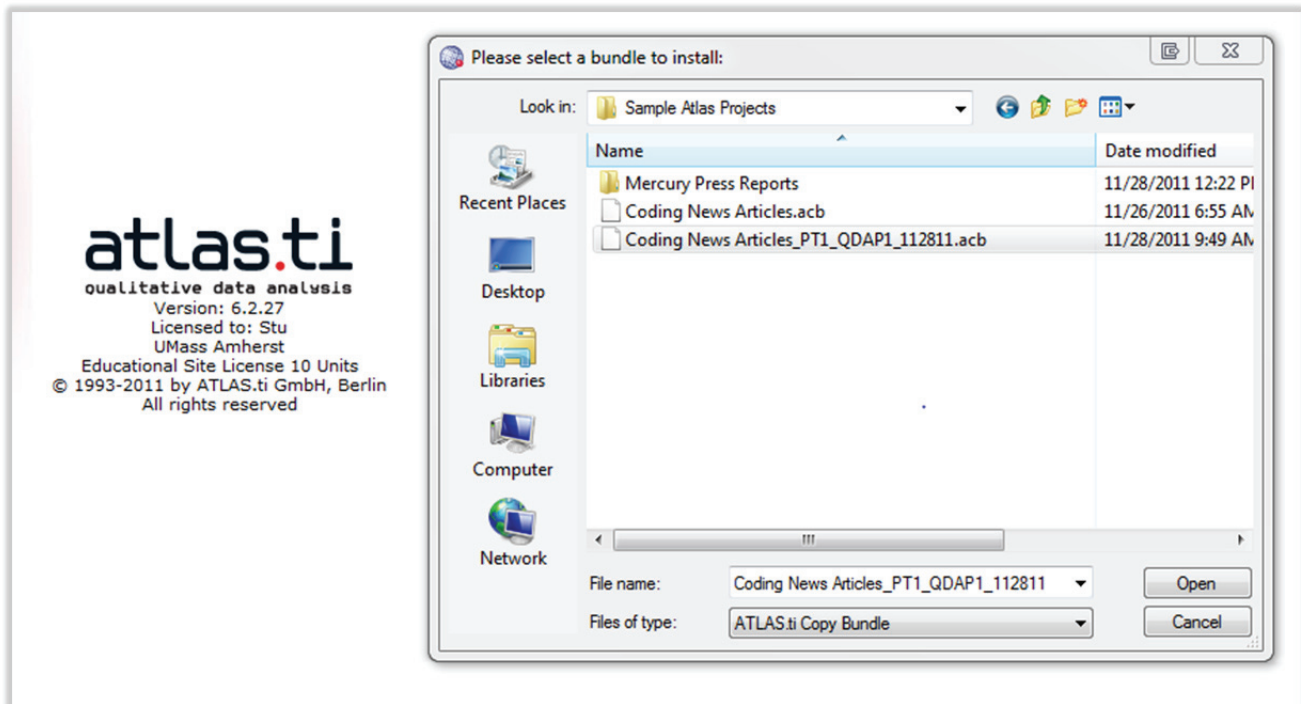 atlas.ti
qualitative data analysis
Version: 6.2.27
Licensed to: Stu
UMass Amherst
Educational Site License 10 Units
© 1993-2011 by ATLAS.ti GmbH, Berlin
All rights reserved
Please select a bundle to install:
Look in: Sample Atlas Projects
Name Date modified
Mercury Press Reports 11/28/2011 12:22 P
Coding News Articles.acb 11/26/2011 6:55 AM
Coding News Articles_PT1_QDAP1_112811.acb 11/28/2011 9:49 AM
Recent Places
Desktop
Libraries
Computer
Network
File name: Coding News Articles_PT1_QDAP1_112811 Open
Files of type: ATLAS.ti Copy Bundle Cancel